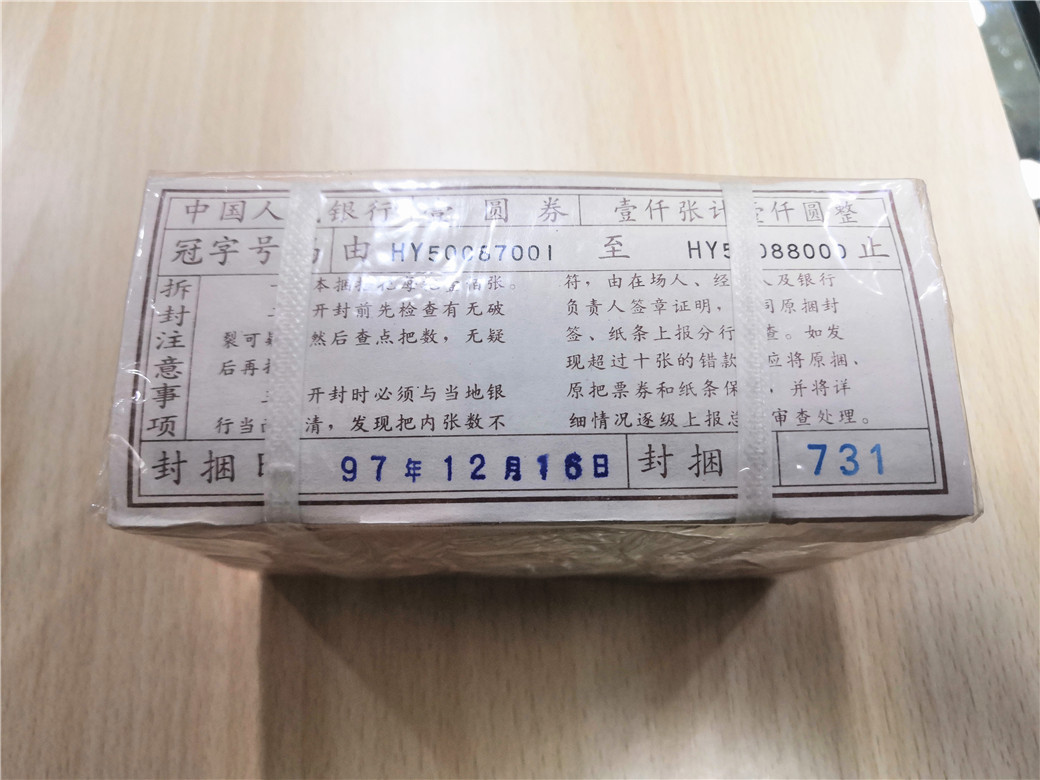 中国人 银行 圆券 壹仟张计 仟圆整
冠字号 由 HY50087001 至 HY5 088000 止
拆封注意事项
开封前先检查有无破
裂可 然后查点把数，无疑
后再
开封时必须与当地银
行当 清，发现把内张数不
符，由在场人、经 人及银行
负责人签章证明， 同原捆封
签、纸条上报分行 查。如发
现超过十张的错款 应将原捆、
原把票券和纸条保 ，并将详
细情况逐级上报总 审查处理。
封捆 97年12月16日 封捆 731